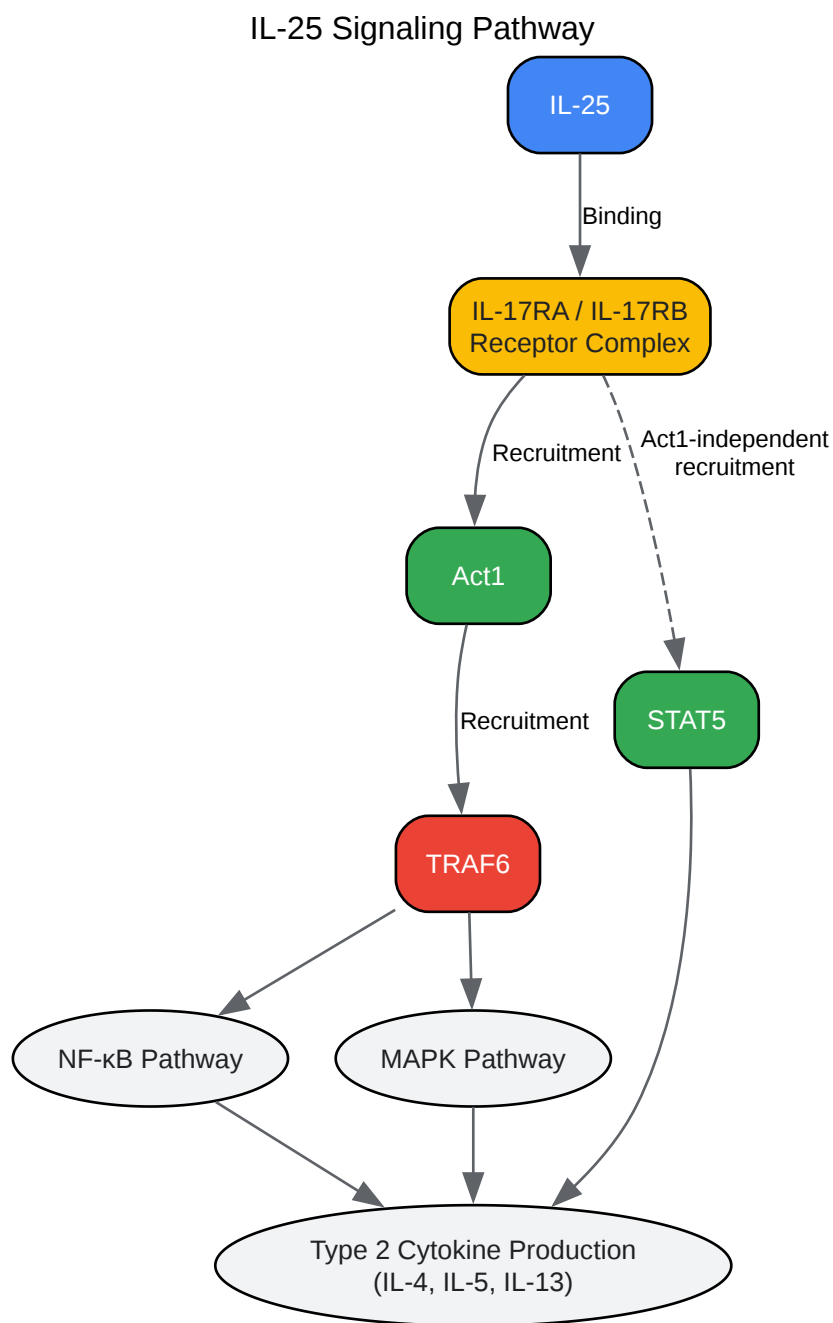 IL-25 Signaling Pathway
IL-25
Binding
IL-17RA / IL-17RB
Receptor Complex
Recruitment
Act1-independent
recruitment
Act1
Recruitment
STAT5
TRAF6
NF-κB Pathway
MAPK Pathway
Type 2 Cytokine Production
(IL-4, IL-5, IL-13)